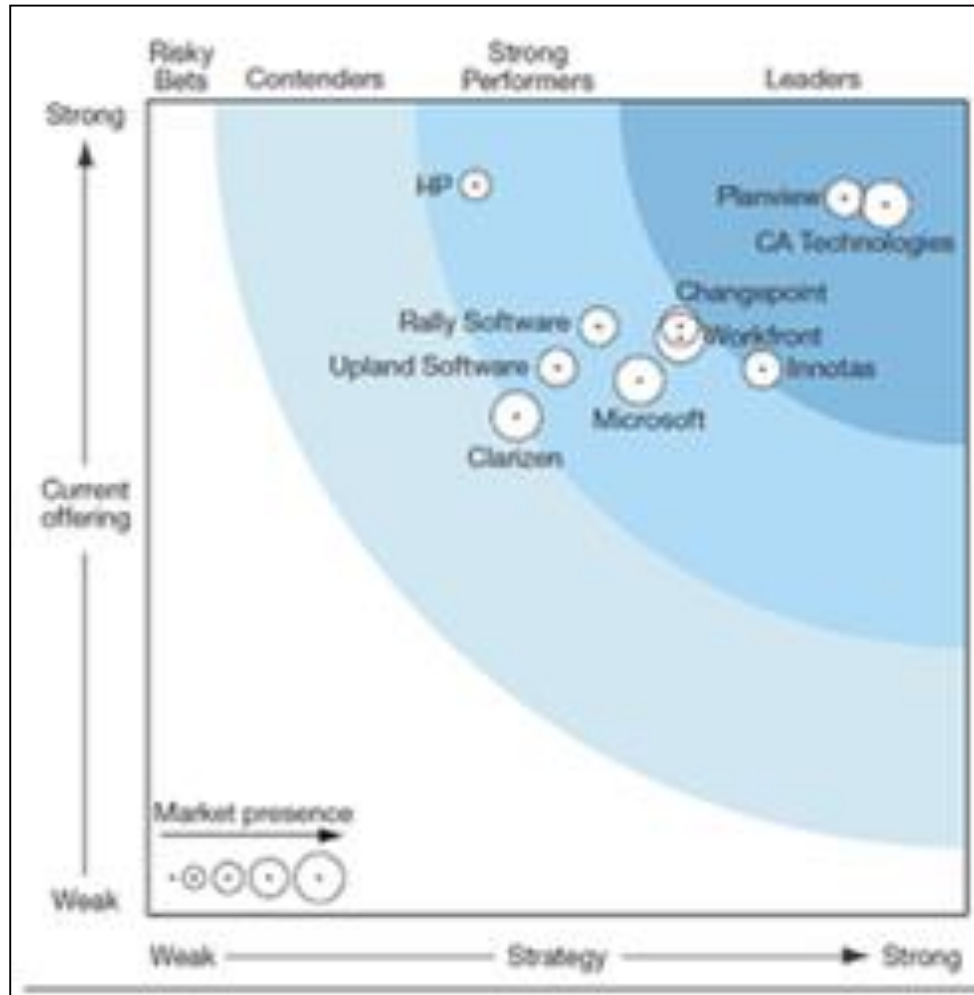 Risky
Bets
Contenders
Strong
Performers
Leaders
Strong
HP
Planview
CA Technologies
Changepoint
Rally Software
Workfront
Upland Software
Innotas
Microsoft
Clarizen
Current
offering
Market presence
Weak
Weak
Strategy
Strong